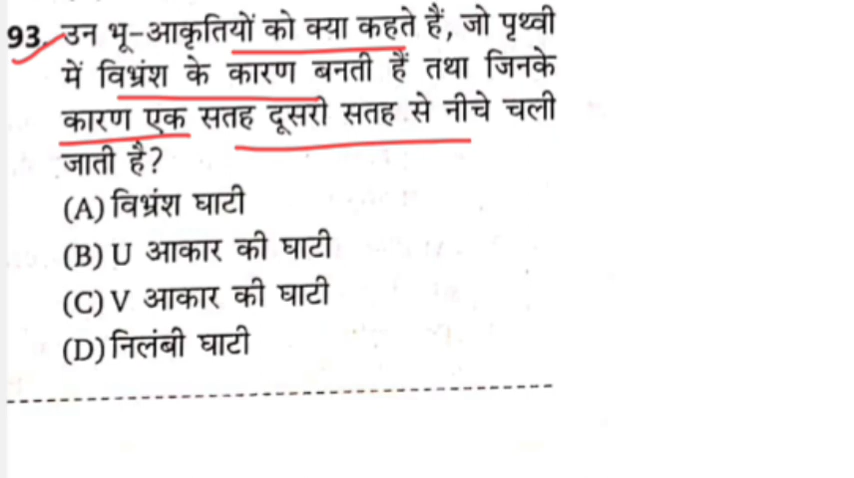 93. उन भू-आकृतियों को क्या कहते हैं, जो पृथ्वी
में विभ्रंश के कारण बनती हैं तथा जिनके
कारण एक सतह दूसरी सतह से नीचे चली
जाती है?
(A) विभ्रंश घाटी
(B) U आकार की घाटी
(C) V आकार की घाटी
(D) निलंबी घाटी